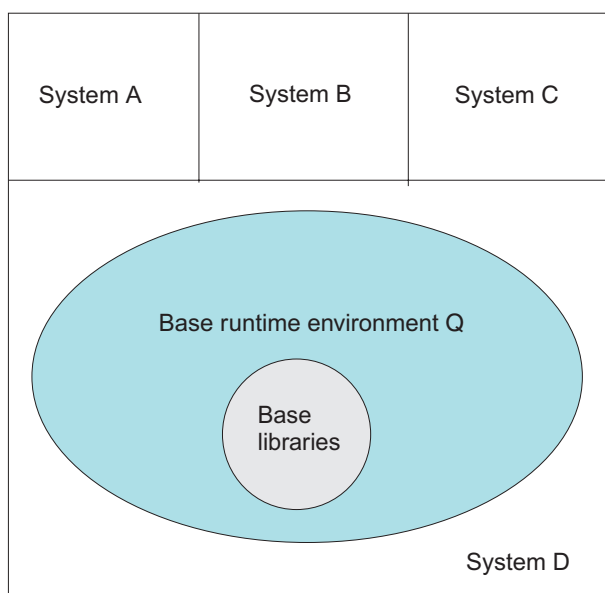 System A
System B
System C
Base runtime environment Q
Base
libraries
System D